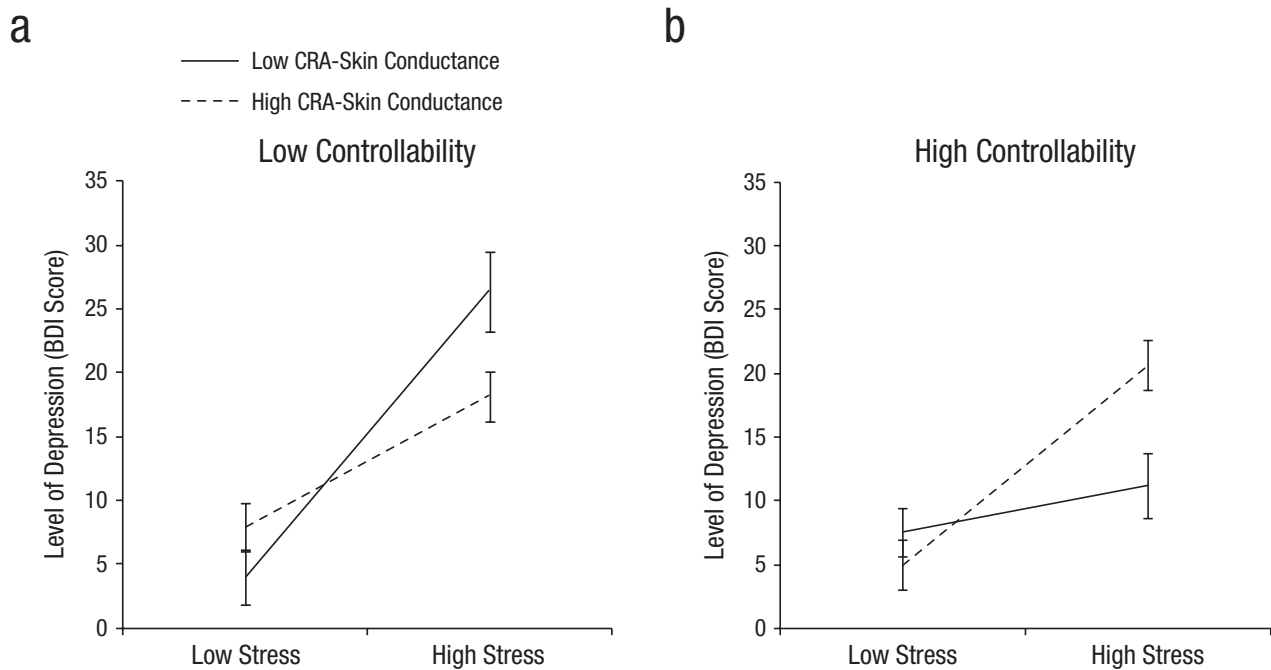 a
Low CRA-Skin Conductance
High CRA-Skin Conductance
Low Controllability
Level of Depression (BDI Score)
35
30
25
20
15
10
5
0
Low Stress
High Stress
b
High Controllability
Level of Depression (BDI Score)
35
30
25
20
15
10
5
0
Low Stress
High Stress